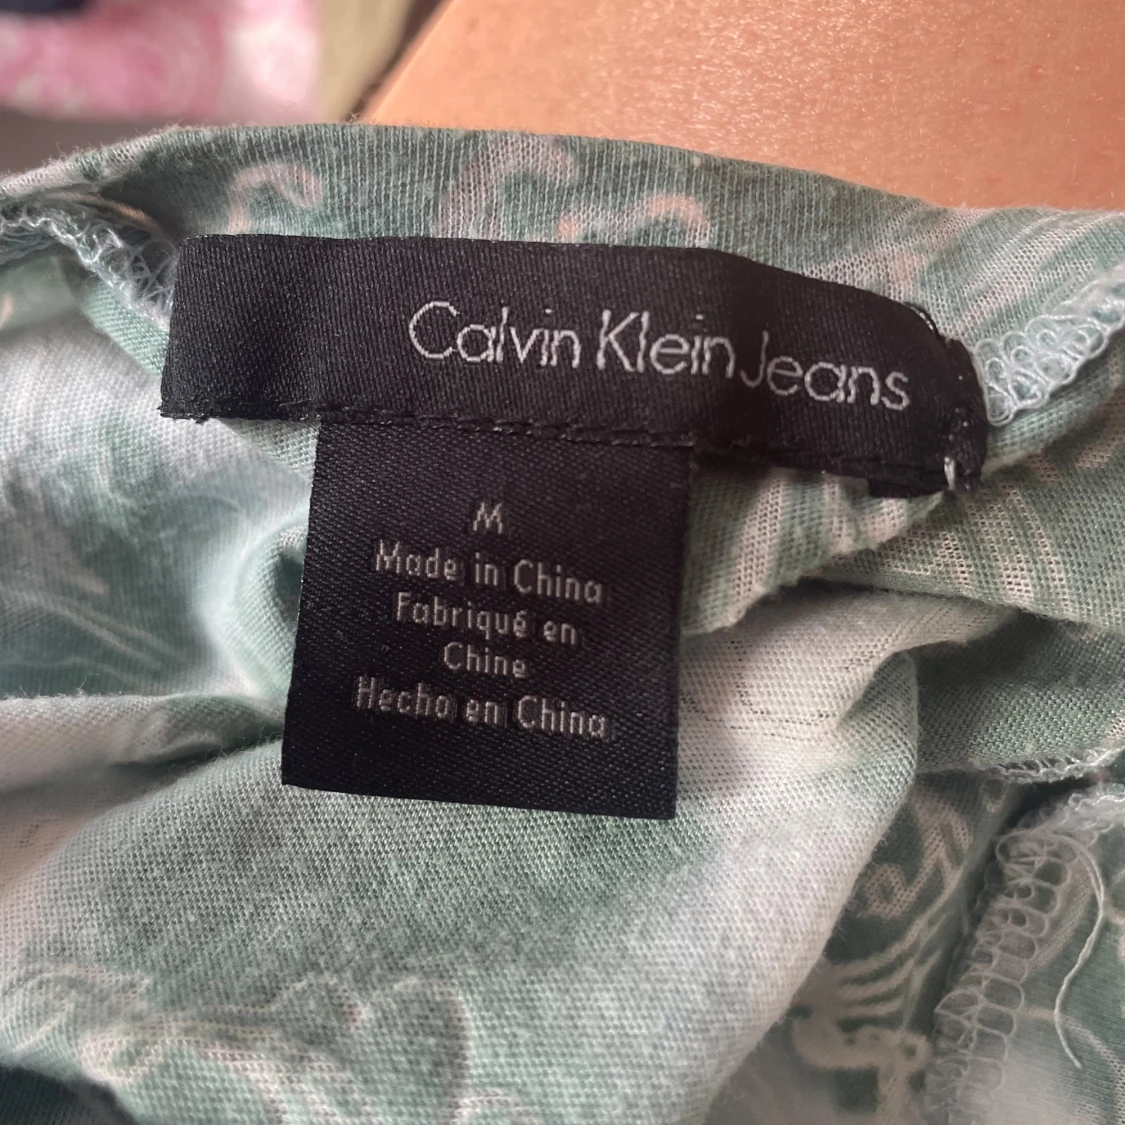 Calvin Klein Jeans
M
Made in China
Fabriqué en
Chine
Hecho en China